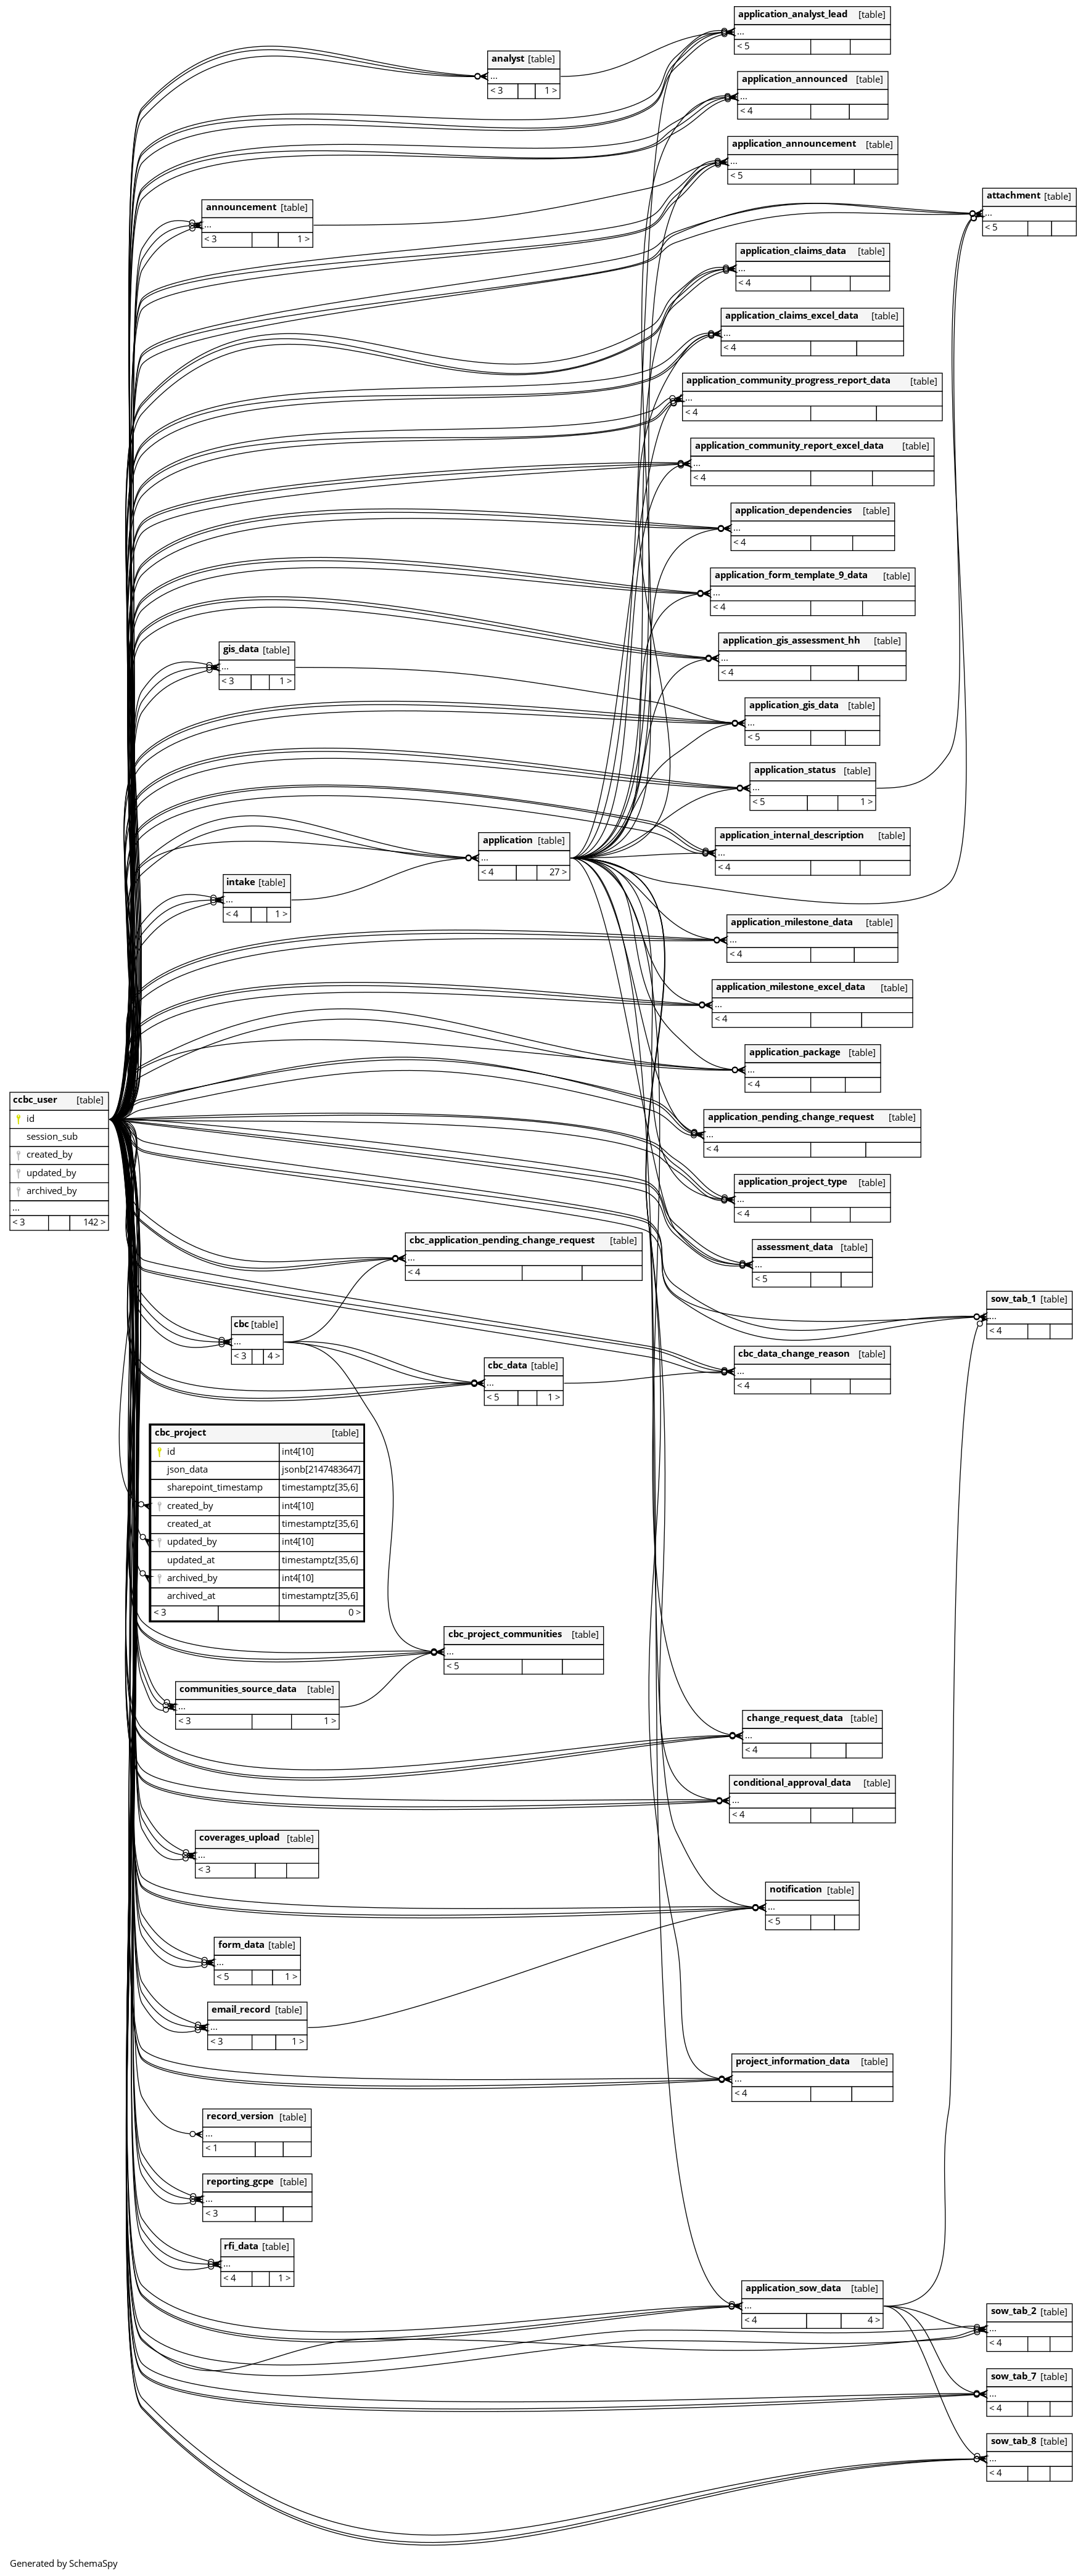 application_analyst_lead [table]
...
< 5
analyst [table]
...
< 3 1 >
application_announced [table]
...
< 4
application_announcement [table]
...
< 5
attachment [table]
...
< 5
announcement [table]
...
< 3 1 >
application_claims_data [table]
...
< 4
application_claims_excel_data [table]
...
< 4
application_community_progress_report_data [table]
...
< 4
application_community_report_excel_data [table]
...
< 4
application_dependencies [table]
...
< 4
application_form_template_9_data [table]
...
< 4
application_gis_assessment_hh [table]
...
< 4
gis_data [table]
...
< 3 1 >
application_gis_data [table]
...
< 5
application_status [table]
...
< 5 1 >
application_internal_description [table]
...
< 4
application [table]
...
< 4 27 >
intake [table]
...
< 4 1 >
application_milestone_data [table]
...
< 4
application_milestone_excel_data [table]
...
< 4
application_package [table]
...
< 4
ccbc_user [table]
id
session_sub
created_by
updated_by
archived_by
...
< 3 142 >
application_pending_change_request [table]
...
< 4
application_project_type [table]
...
< 4
cbc_application_pending_change_request [table]
...
< 4
assessment_data [table]
...
< 5
sow_tab_1 [table]
...
< 4
cbc [table]
...
< 3 4 >
cbc_data [table]
...
< 5 1 >
cbc_data_change_reason [table]
...
< 4
cbc_project [table]
id int4[10]
json_data jsonb[2147483647]
sharepoint_timestamp timestamptz[35,6]
created_by int4[10]
created_at timestamptz[35,6]
updated_by int4[10]
updated_at timestamptz[35,6]
archived_by int4[10]
archived_at timestamptz[35,6]
< 3 0 >
cbc_project_communities [table]
...
< 5
communities_source_data [table]
...
< 3 1 >
change_request_data [table]
...
< 4
conditional_approval_data [table]
...
< 4
coverages_upload [table]
...
< 3
notification [table]
...
< 5
form_data [table]
...
< 5 1 >
email_record [table]
...
< 3 1 >
project_information_data [table]
...
< 4
record_version [table]
...
< 1
reporting_gcpe [table]
...
< 3
rfi_data [table]
...
< 4 1 >
application_sow_data [table]
...
< 4 4 >
sow_tab_2 [table]
...
< 4
sow_tab_7 [table]
...
< 4
sow_tab_8 [table]
...
< 4
Generated by SchemaSpy